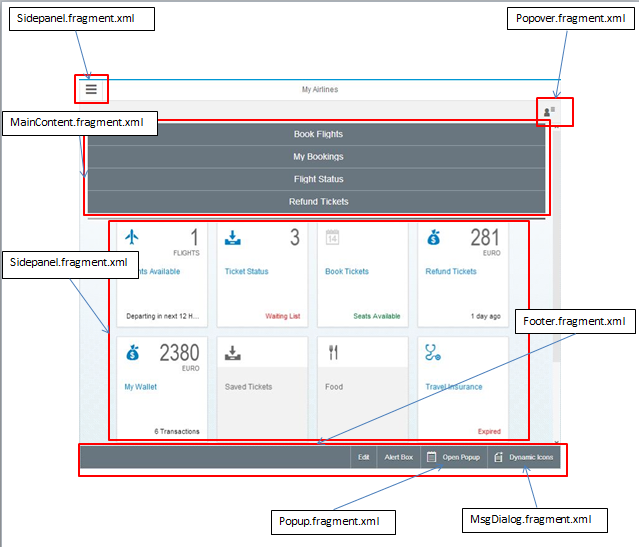 Sidepanel.fragment.xml
Popover.fragment.xml
My Airlines
MainContent.fragment.xml
Book Flights
My Bookings
Flight Status
Refund Tickets
Sidepanel.fragment.xml
1
FLIGHTS
nts Available
Departing in next 12 H...
3
Ticket Status
Waiting List
14
Book Tickets
Seats Available
281
EURO
Refund Tickets
1 day ago
Footer.fragment.xml
2380
EURO
My Wallet
6 Transactions
Saved Tickets
Food
Travel Insurance
Expired
Edit
Alert Box
Open Popup
Dynamic Icons
Popup.fragment.xml
MsgDialog.fragment.xml